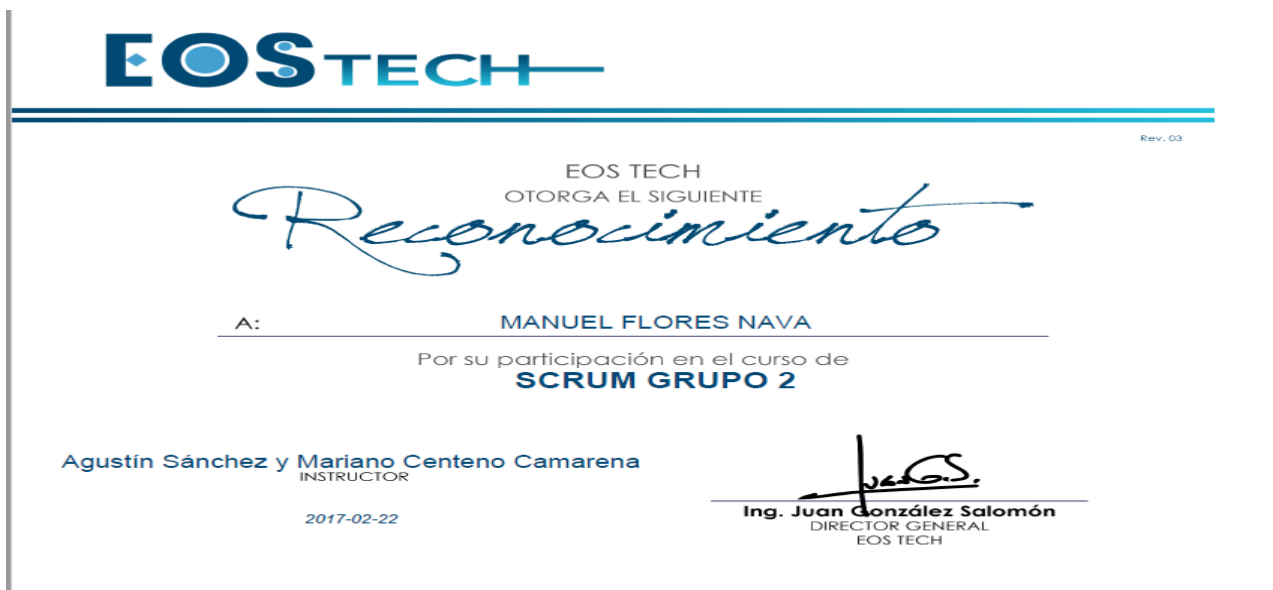 EOS TECH
Rev. 03
EOS TECH
OTORGA EL SIGUIENTE
Reconocimiento
A: MANUEL FLORES NAVA
Por su participación en el curso de
SCRUM GRUPO 2
Agustín Sánchez y Mariano Centeno Camarena
INSTRUCTOR
2017-02-22
Juan G.S.
Ing. Juan González Salomón
DIRECTOR GENERAL
EOS TECH